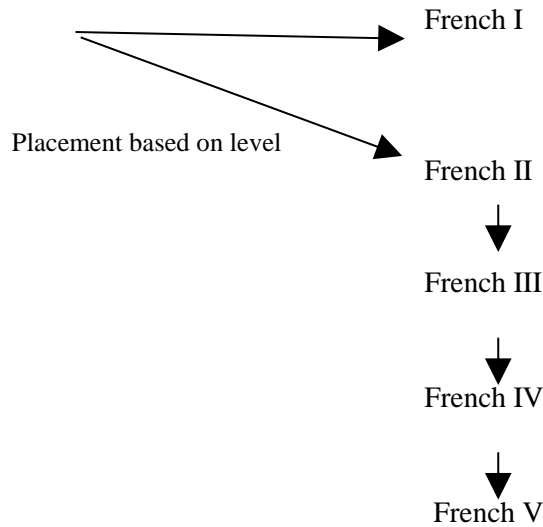 French I
Placement based on level
French II
French III
French IV
French V